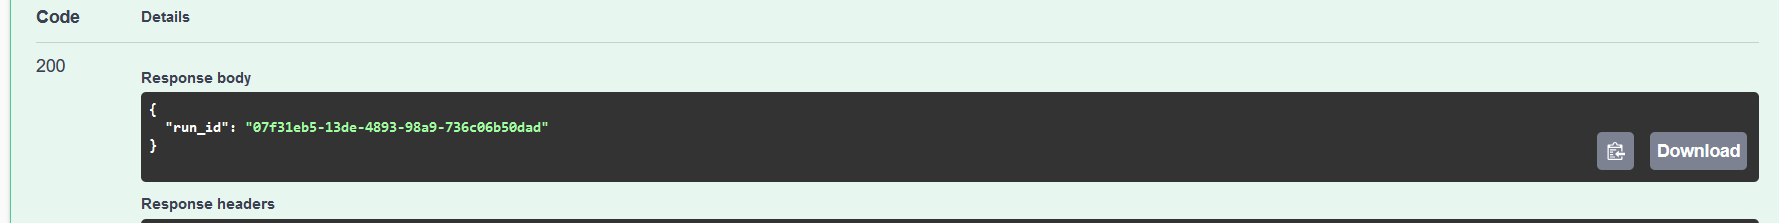 Code Details
200
Response body
{
"run_id": "07f31eb5-13de-4893-98a9-736c06b50dad"
}
Download
Response headers